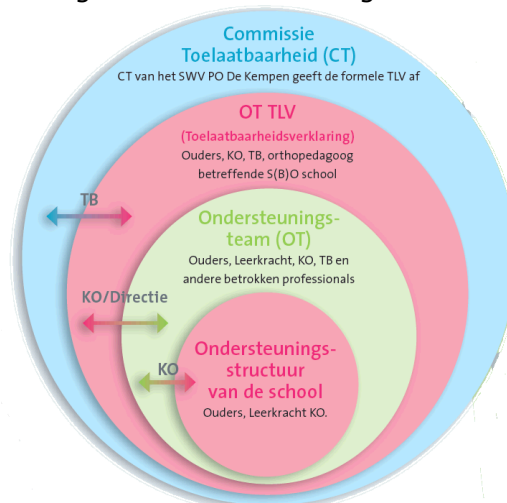 Commissie
Toelaatbaarheid (CT)
CT van het SWV PO De Kempen geeft de formele TLV af
OT TLV
(Toelaatbaarheidsverklaring)
Ouders, KO, TB, orthopedagoog
betreffende S(B)O school
TB
Ondersteunings-
team (OT)
Ouders, Leerkracht, KO, TB en
andere betrokken professionals
KO/Directie
Ondersteunings-
structuur
van de school
Ouders, Leerkracht KO.
KO